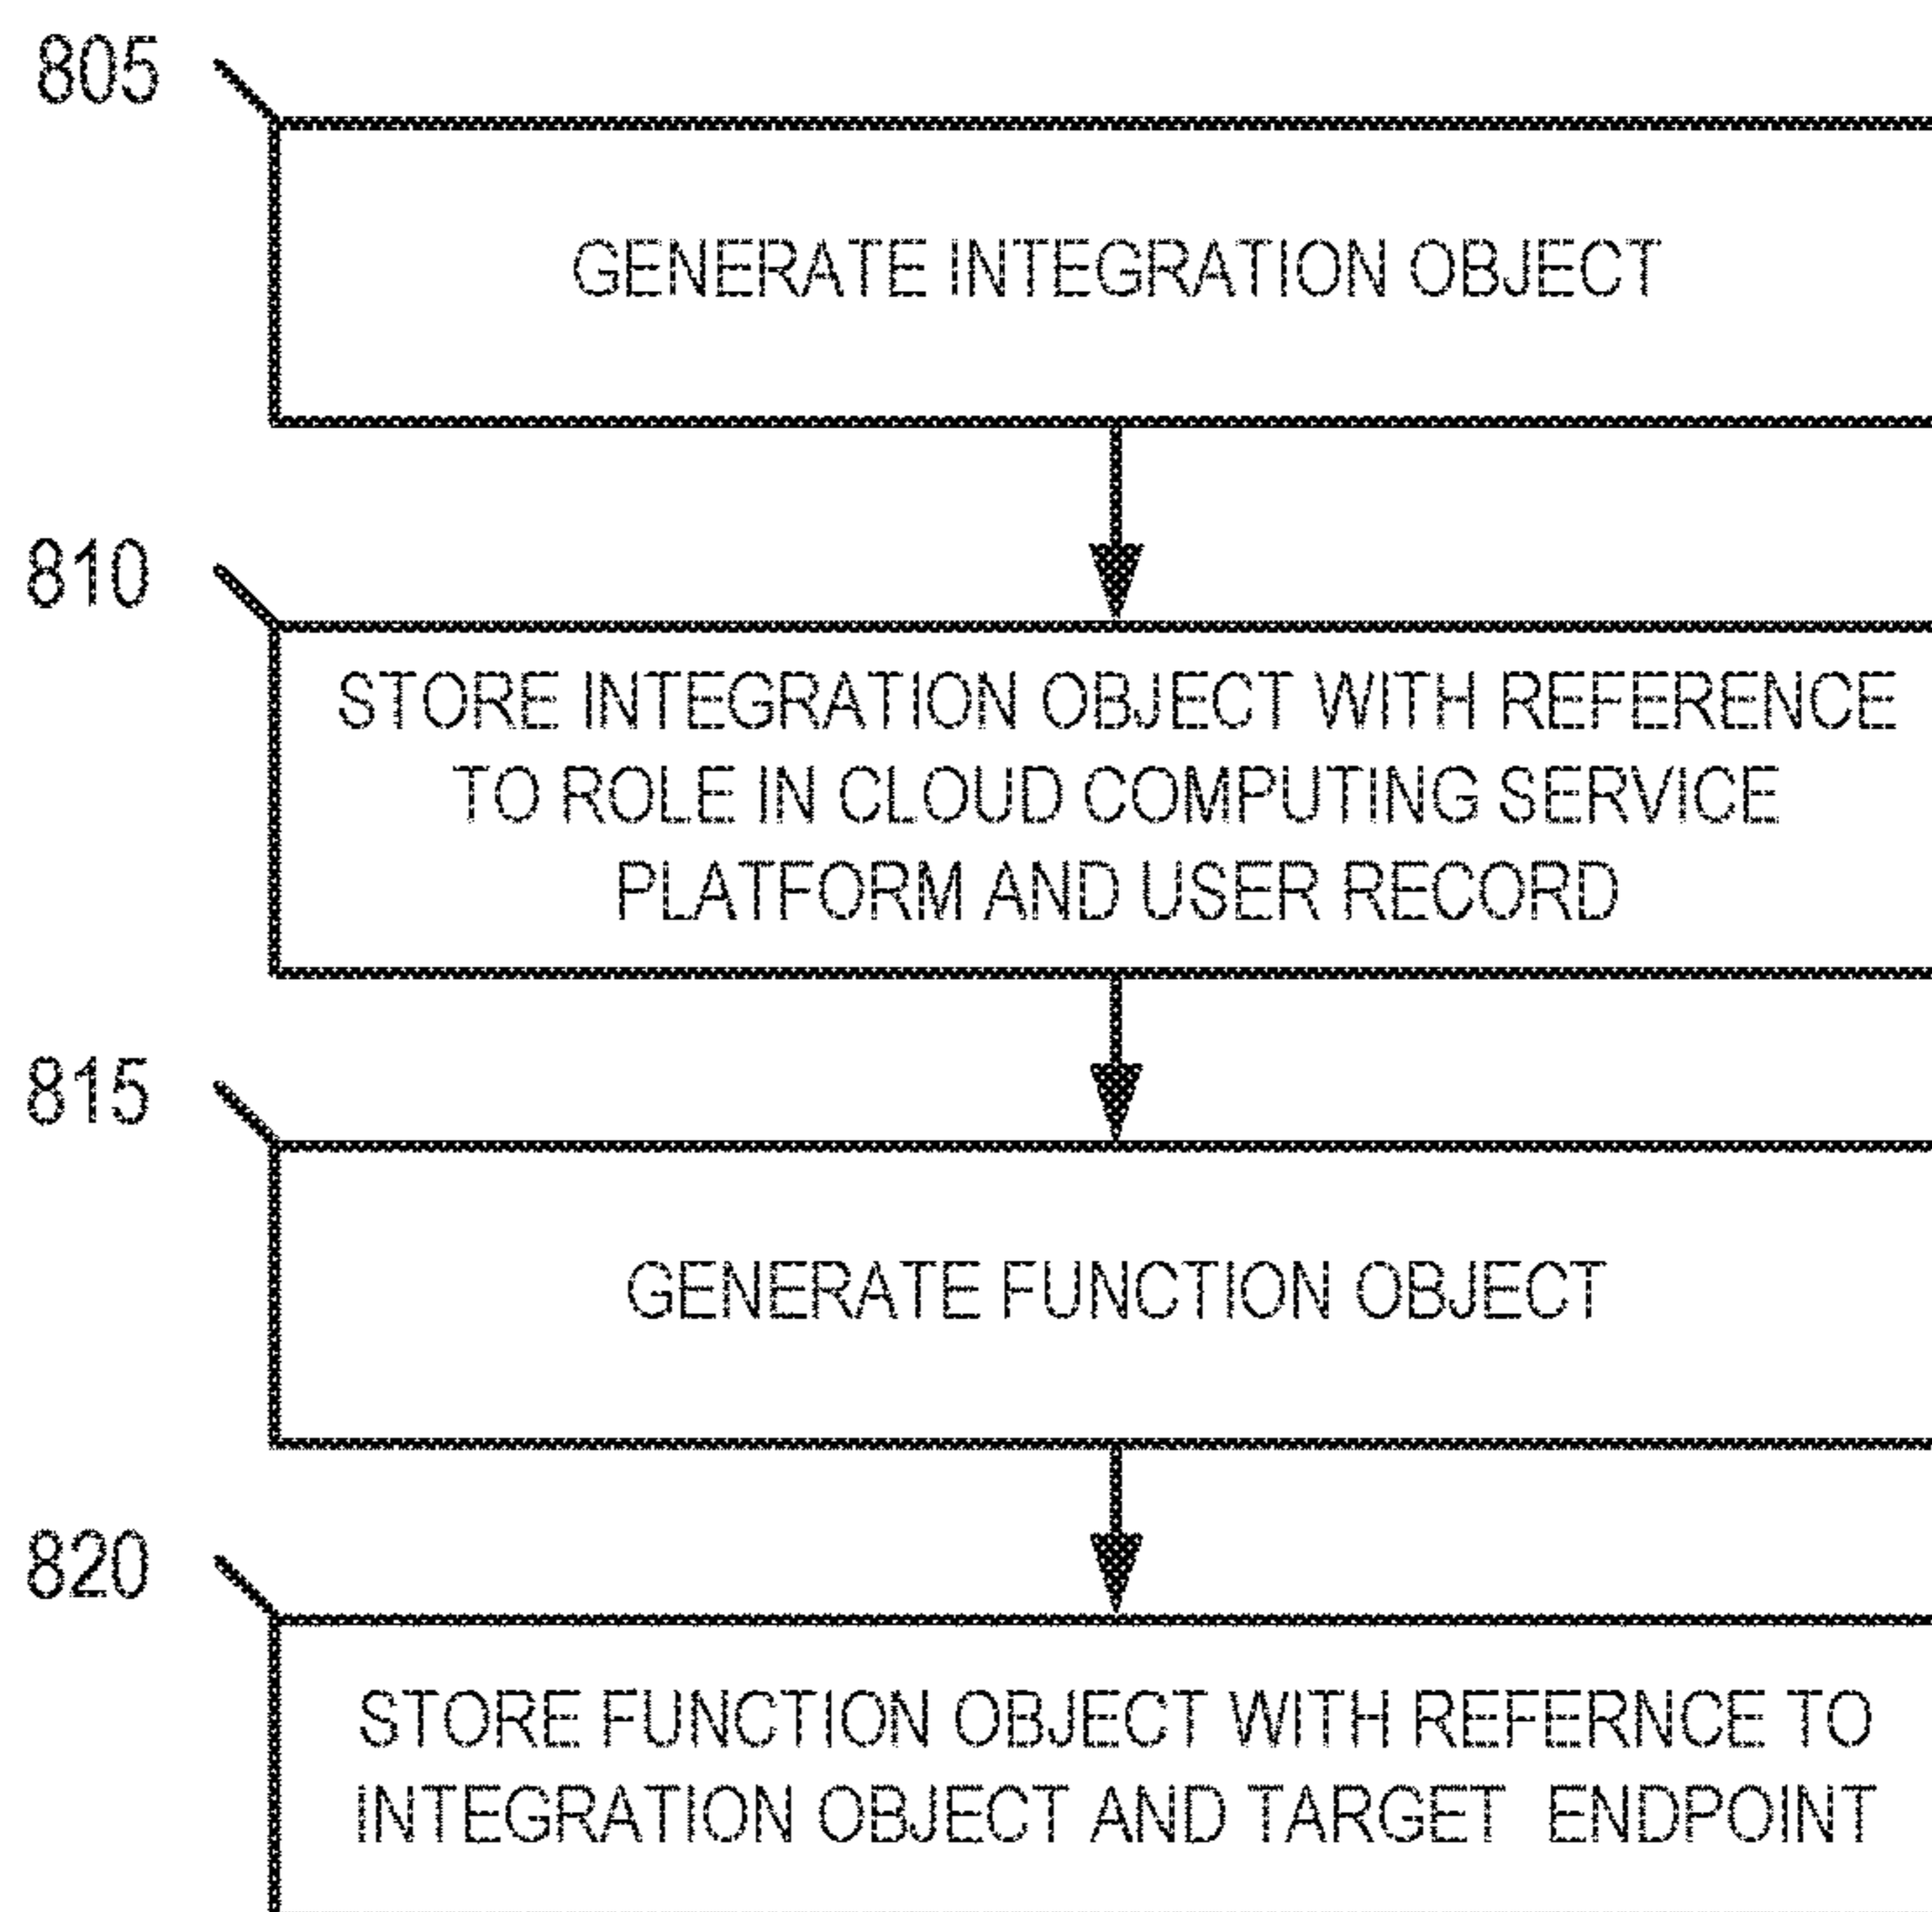 805
GENERATE INTEGRATION OBJECT
810
STORE INTEGRATION OBJECT WITH REFERENCE
TO ROLE IN CLOUD COMPUTING SERVICE
PLATFORM AND USER RECORD
815
GENERATE FUNCTION OBJECT
820
STORE FUNCTION OBJECT WITH REFERNCE TO
INTEGRATION OBJECT AND TARGET ENDPOINT